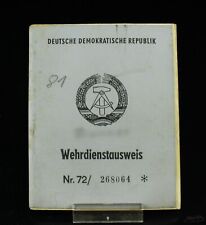 DEUTSCHE DEMOKRATISCHE REPUBLIK
81
Wehrdienstausweis
Nr. 72/ 268064 *